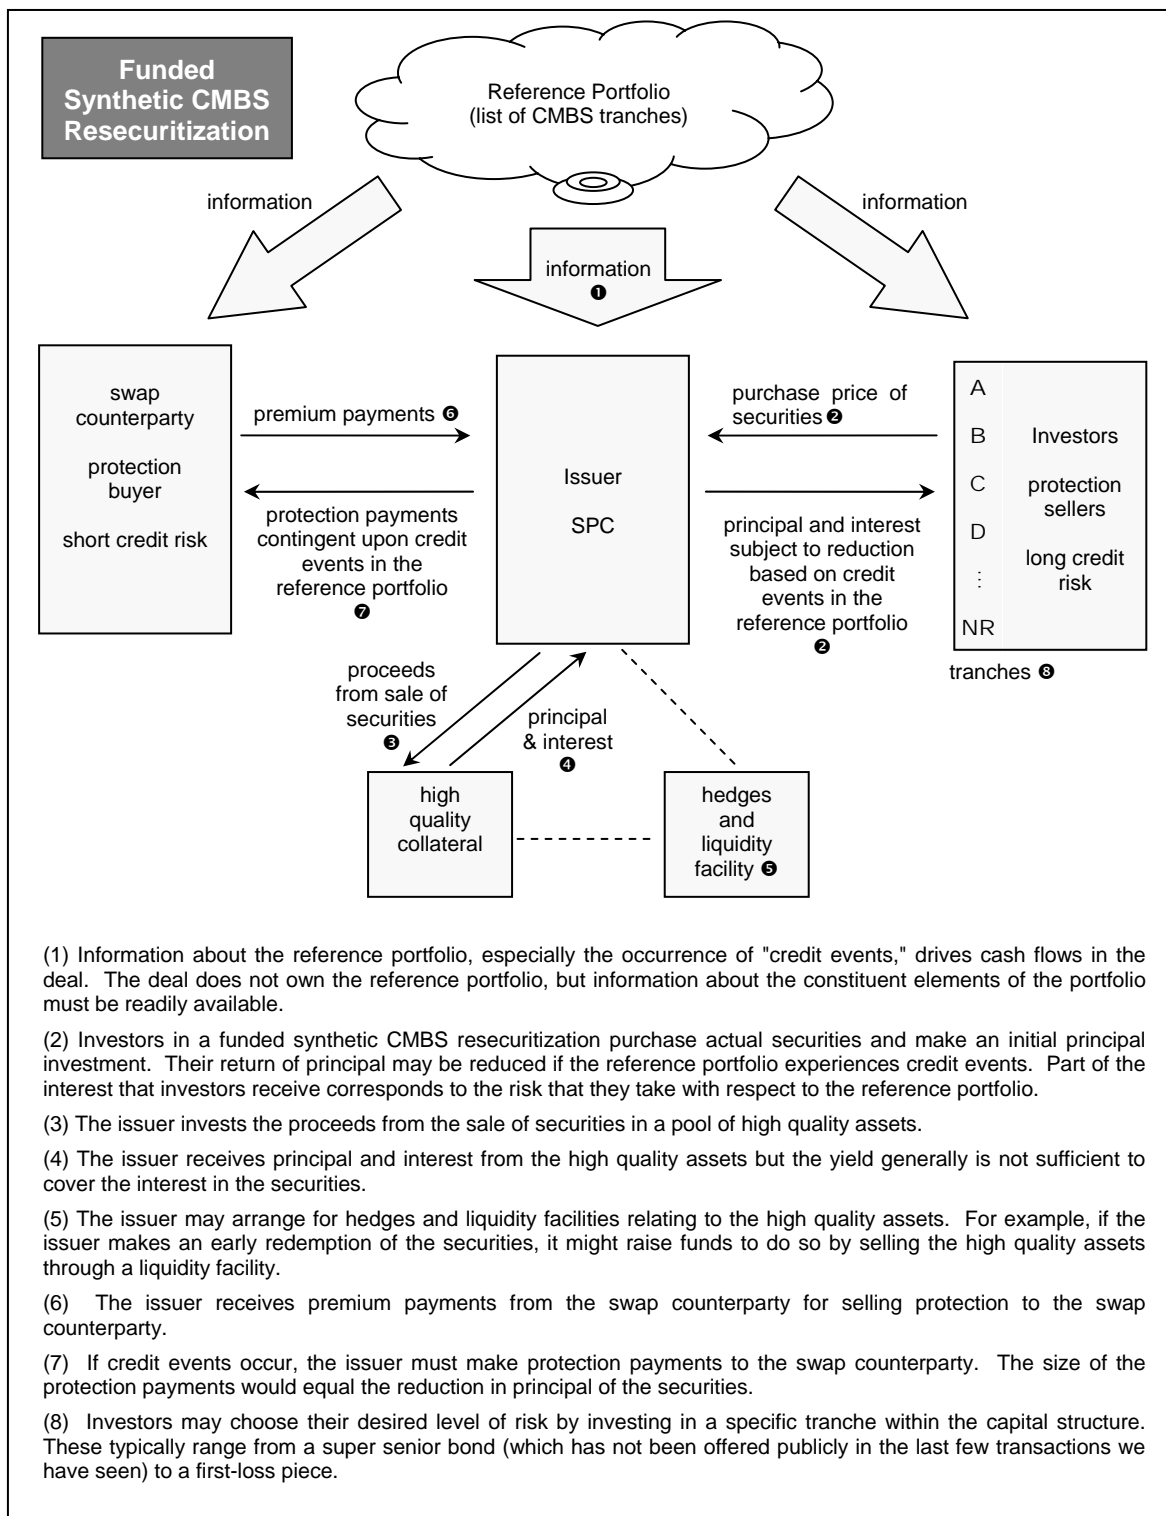 Funded
Synthetic CMBS
Resecuritization
Reference Portfolio
(list of CMBS tranches)
information
information
information
❶
swap
counterparty
protection
buyer
short credit risk
premium payments ❻
protection payments
contingent upon credit
events in the
reference portfolio
❼
Issuer
SPC
purchase price of
securities ❷
principal and interest
subject to reduction
based on credit
events in the
reference portfolio
❷
A
B
C
D
⋮
NR
Investors
protection
sellers
long credit
risk
tranches ❽
proceeds
from sale of
securities
❸
principal
& interest
❹
high
quality
collateral
hedges
and
liquidity
facility ❺
(1) Information about the reference portfolio, especially the occurrence of "credit events," drives cash flows in the
deal. The deal does not own the reference portfolio, but information about the constituent elements of the portfolio
must be readily available.
(2) Investors in a funded synthetic CMBS resecuritization purchase actual securities and make an initial principal
investment. Their return of principal may be reduced if the reference portfolio experiences credit events. Part of the
interest that investors receive corresponds to the risk that they take with respect to the reference portfolio.
(3) The issuer invests the proceeds from the sale of securities in a pool of high quality assets.
(4) The issuer receives principal and interest from the high quality assets but the yield generally is not sufficient to
cover the interest in the securities.
(5) The issuer may arrange for hedges and liquidity facilities relating to the high quality assets. For example, if the
issuer makes an early redemption of the securities, it might raise funds to do so by selling the high quality assets
through a liquidity facility.
(6) The issuer receives premium payments from the swap counterparty for selling protection to the swap
counterparty.
(7) If credit events occur, the issuer must make protection payments to the swap counterparty. The size of the
protection payments would equal the reduction in principal of the securities.
(8) Investors may choose their desired level of risk by investing in a specific tranche within the capital structure.
These typically range from a super senior bond (which has not been offered publicly in the last few transactions we
have seen) to a first-loss piece.